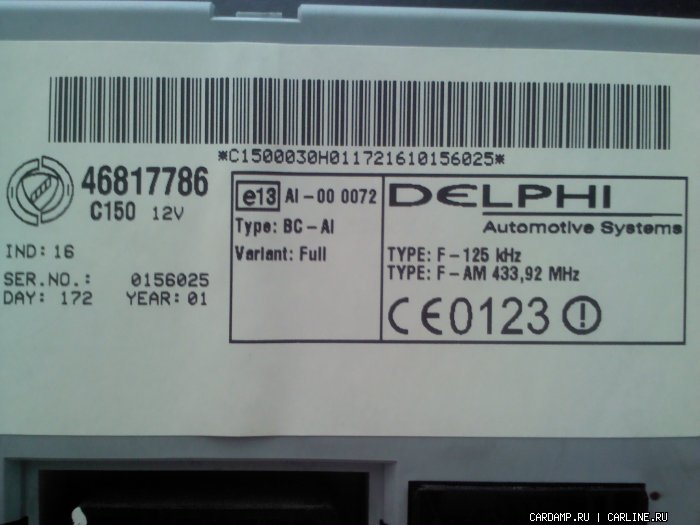 *C1500030H011721610156025*
46817786
C150 12V
IND: 16
SER.NO.: 0156025
DAY: 172 YEAR: 01
e13 AI-00 0072
Type: BC-AI
Variant: Full
DELPHI
Automotive Systems
TYPE: F-125 kHz
TYPE: F-AM 433,92 MHz
CE0123
CARDAMP.RU | CARLINE.RU